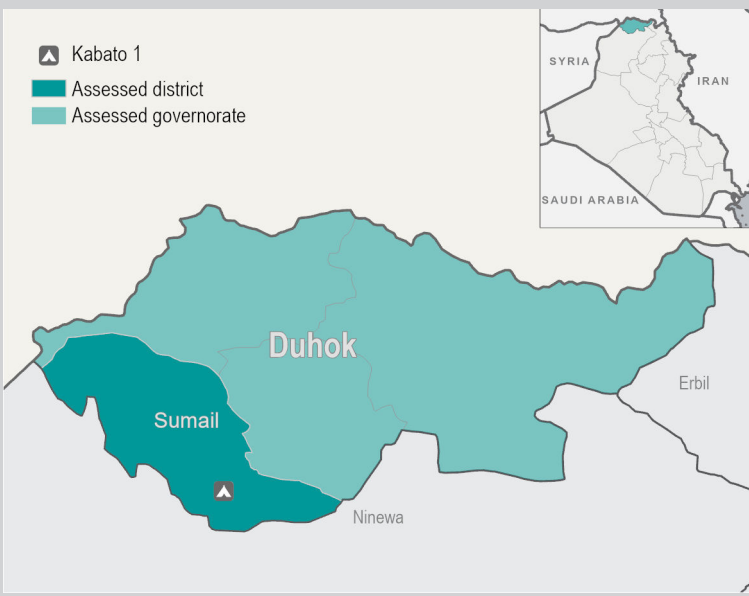 Kabato 1
Assessed district
Assessed governorate
SYRIA
IRAN
SAUDI ARABIA
Duhok
Erbil
Sumail
Ninewa